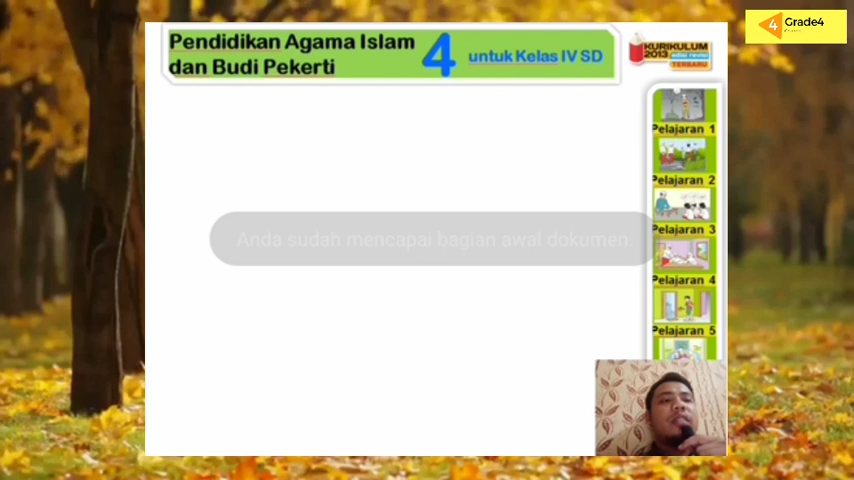 Pendidikan Agama Islam
dan Budi Pekerti
4
untuk Kelas IV SD
KURIKULUM
2013
TERBARU
4
Grade4
Pelajaran 1
Pelajaran 2
Pelajaran 3
Pelajaran 4
Pelajaran 5
Anda sudah mencapai bagian awal dokumen.